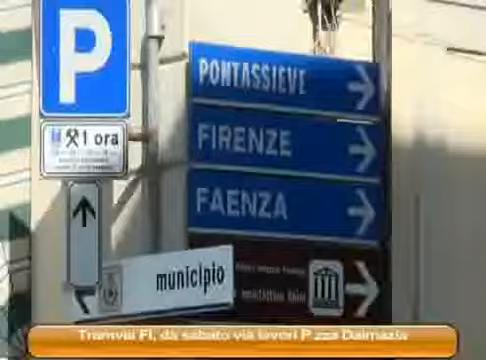 P
1 ora
PONTASSIEVE
FIRENZE
FAENZA
municipio
Tramvia FI, da sabato via lavori P.zza Dalmazia